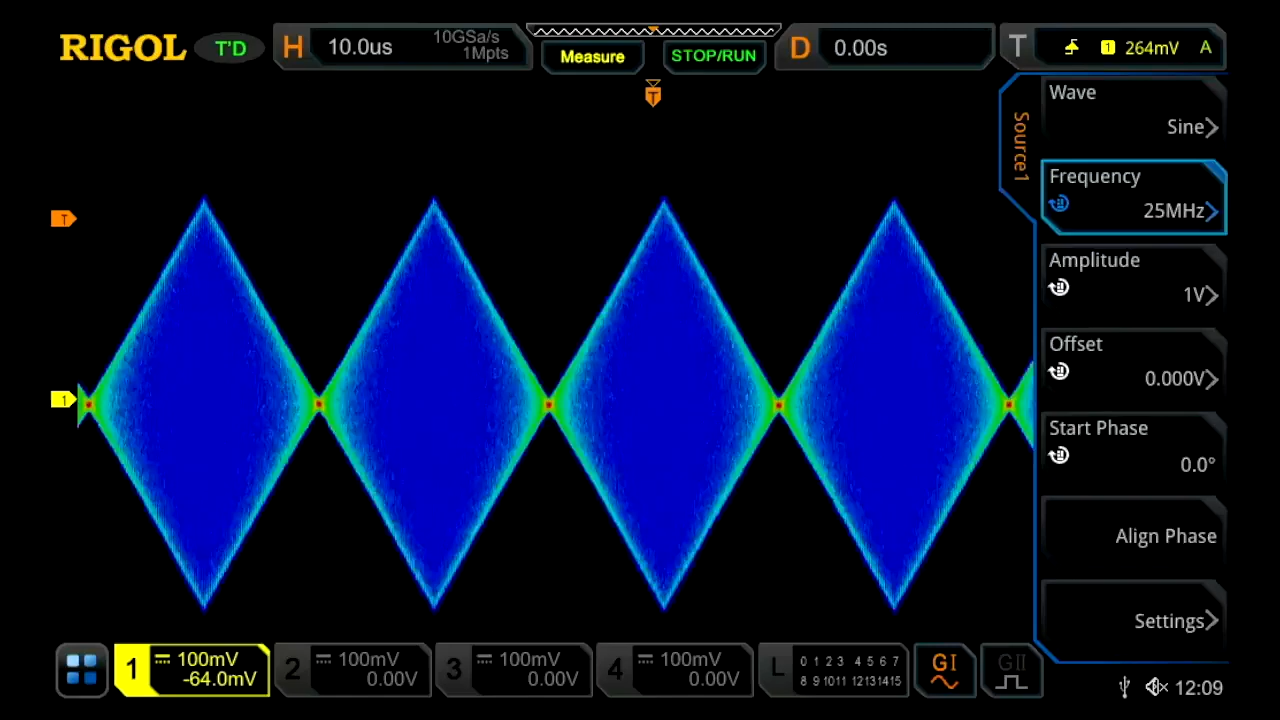 RIGOL T'D H 10.0us 10GSa/s 1Mpts Measure STOP/RUN D 0.00s T 1 264mV A
T
Source1
Wave
Sine
Frequency
25MHz
T
Amplitude
1V
Offset
0.000V
1
Start Phase
0.0°
Align Phase
Settings
1 100mV -64.0mV
2 100mV 0.00V
3 100mV 0.00V
4 100mV 0.00V
L 0 1 2 3 4 5 6 7
8 9 10 11 12 13 14 15
GI
GII
12:09